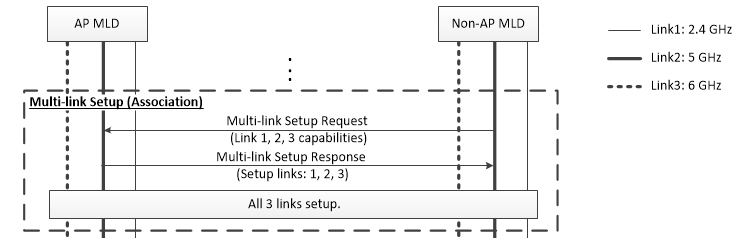 AP MLD
Non-AP MLD
Link1: 2.4 GHz
Link2: 5 GHz
Link3: 6 GHz
Multi-link Setup (Association)
Multi-link Setup Request
(Link 1, 2, 3 capabilities)
Multi-link Setup Response
(Setup links: 1, 2, 3)
All 3 links setup.